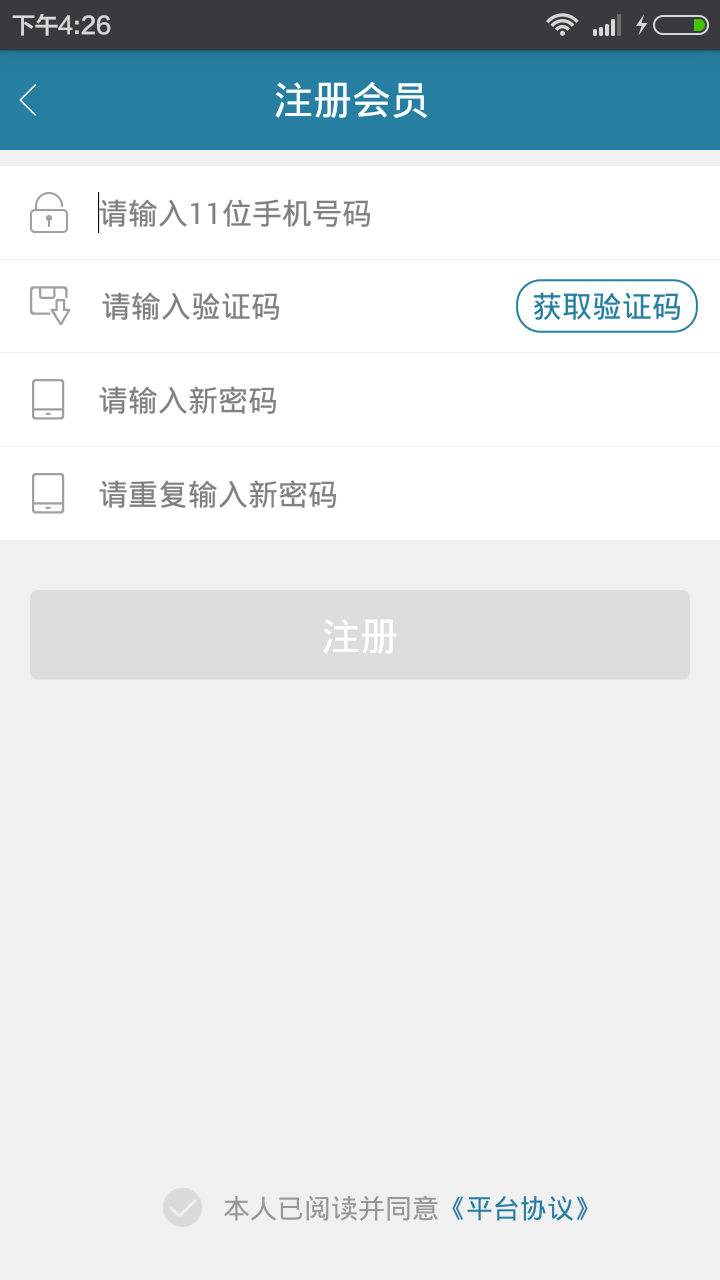 下午4:26
注册会员
请输入11位手机号码
请输入验证码 获取验证码
请输入新密码
请重复输入新密码
注册
本人已阅读并同意《平台协议》